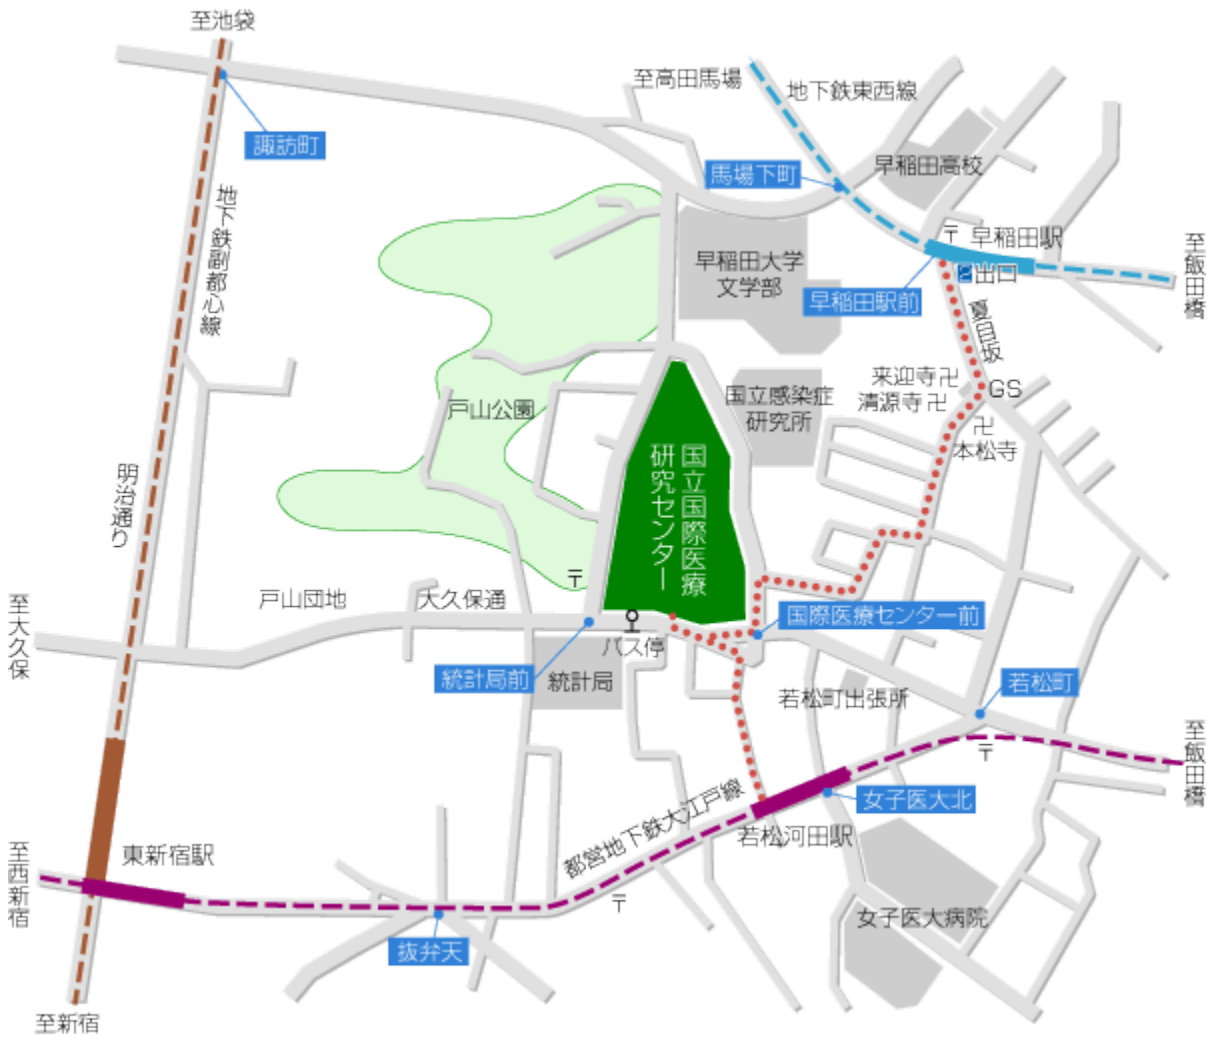 至池袋
至高田馬場
地下鉄東西線
諏訪町
馬場下町
早稲田高校
地下鉄副都心線
〒
早稲田駅
至飯田橋
早稲田大学
文学部
出口
早稲田駅前
夏目坂
来迎寺卍
清源寺卍
GS
国立感染症
研究所
戸山公園
卍
本松寺
国立国際医療
研究センター
明治通り
〒
至大久保
戸山団地
大久保通
国際医療センター前
バス停
統計局前
統計局
若松町
若松町出張所
〒
至飯田橋
女子医大北
都営地下鉄大江戸線
若松河田駅
東新宿駅
至西新宿
〒
女子医大病院
抜弁天
至新宿